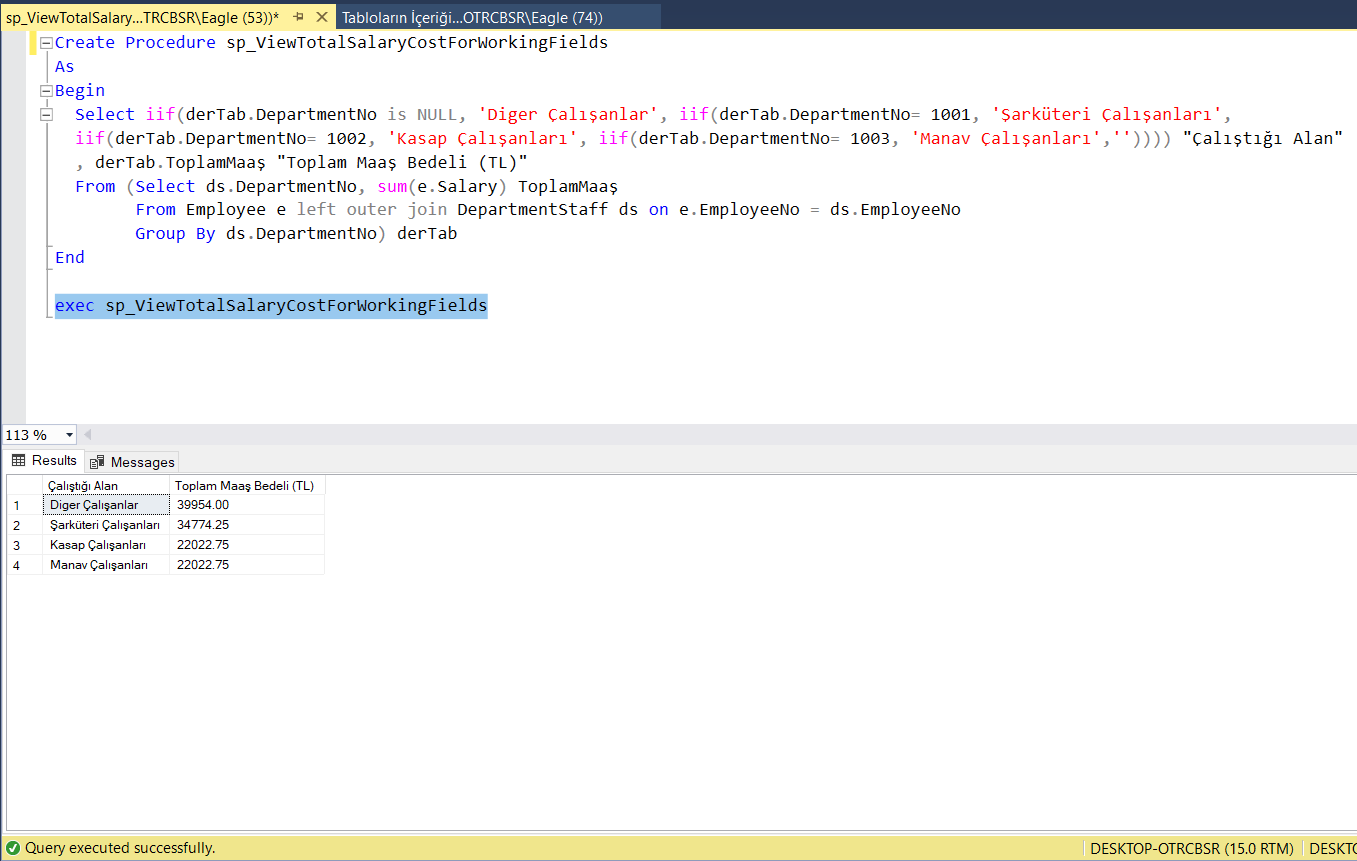 sp_ViewTotalSalary...TRCBSR\Eagle (53))* Tabloların İçeriği...OTRCBSR\Eagle (74))
Create Procedure sp_ViewTotalSalaryCostForWorkingFields
As
Begin
Select iif(derTab.DepartmentNo is NULL, 'Diger Çalışanlar', iif(derTab.DepartmentNo= 1001, 'Şarküteri Çalışanları',
iif(derTab.DepartmentNo= 1002, 'Kasap Çalışanları', iif(derTab.DepartmentNo= 1003, 'Manav Çalışanları','')))) "Çalıştığı Alan"
, derTab.ToplamMaaş "Toplam Maaş Bedeli (TL)"
From (Select ds.DepartmentNo, sum(e.Salary) ToplamMaaş
From Employee e left outer join DepartmentStaff ds on e.EmployeeNo = ds.EmployeeNo
Group By ds.DepartmentNo) derTab
End
exec sp_ViewTotalSalaryCostForWorkingFields
113 %
Results Messages
Çalıştığı Alan Toplam Maaş Bedeli (TL)
1 Diger Çalışanlar 39954.00
2 Şarküteri Çalışanları 34774.25
3 Kasap Çalışanları 22022.75
4 Manav Çalışanları 22022.75
Query executed successfully. DESKTOP-OTRCBSR (15.0 RTM) DESKTO